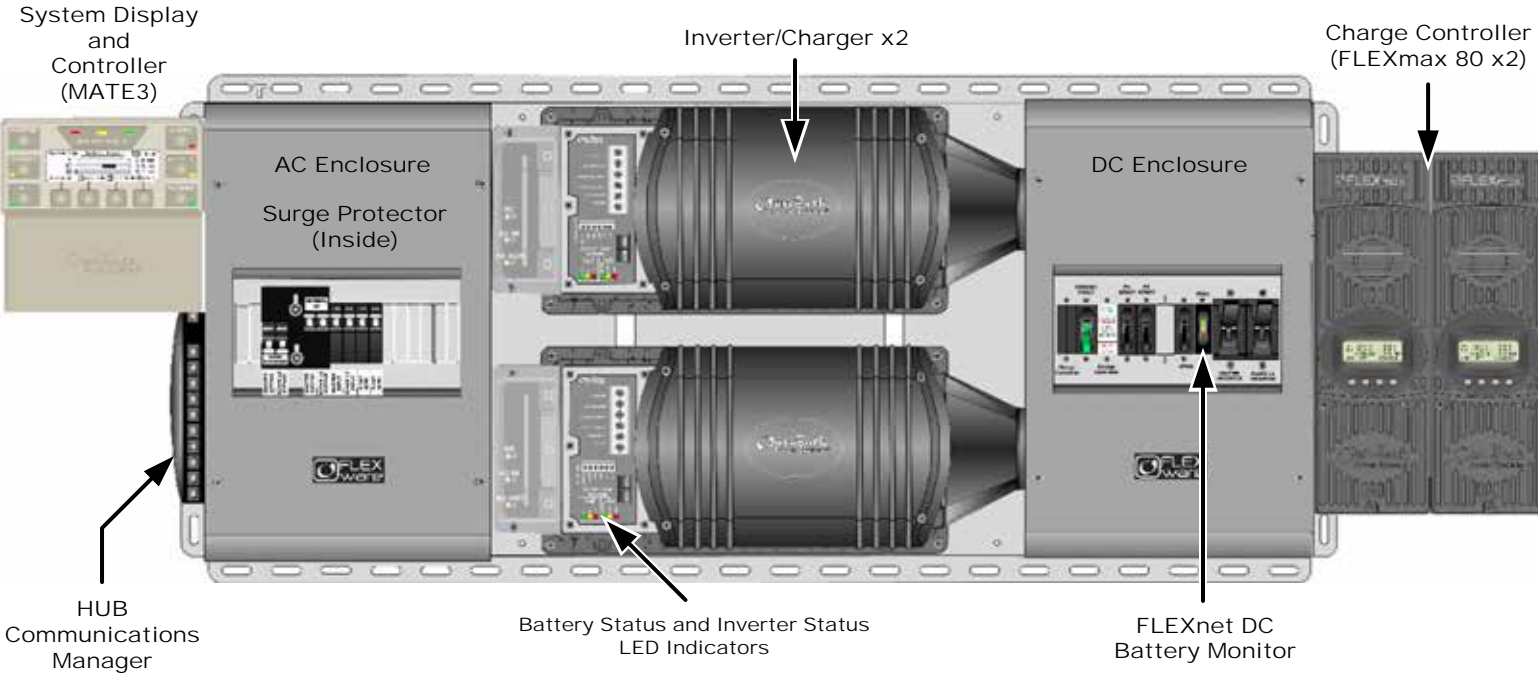 System Display
and
Controller
(MATE3)
Inverter/Charger x2
Charge Controller
(FLEXmax 80 x2)
AC Enclosure
Surge Protector
(Inside)
DC Enclosure
FLEX
ware
FLEX
ware
HUB
Communications
Manager
Battery Status and Inverter Status
LED Indicators
FLEXnet DC
Battery Monitor